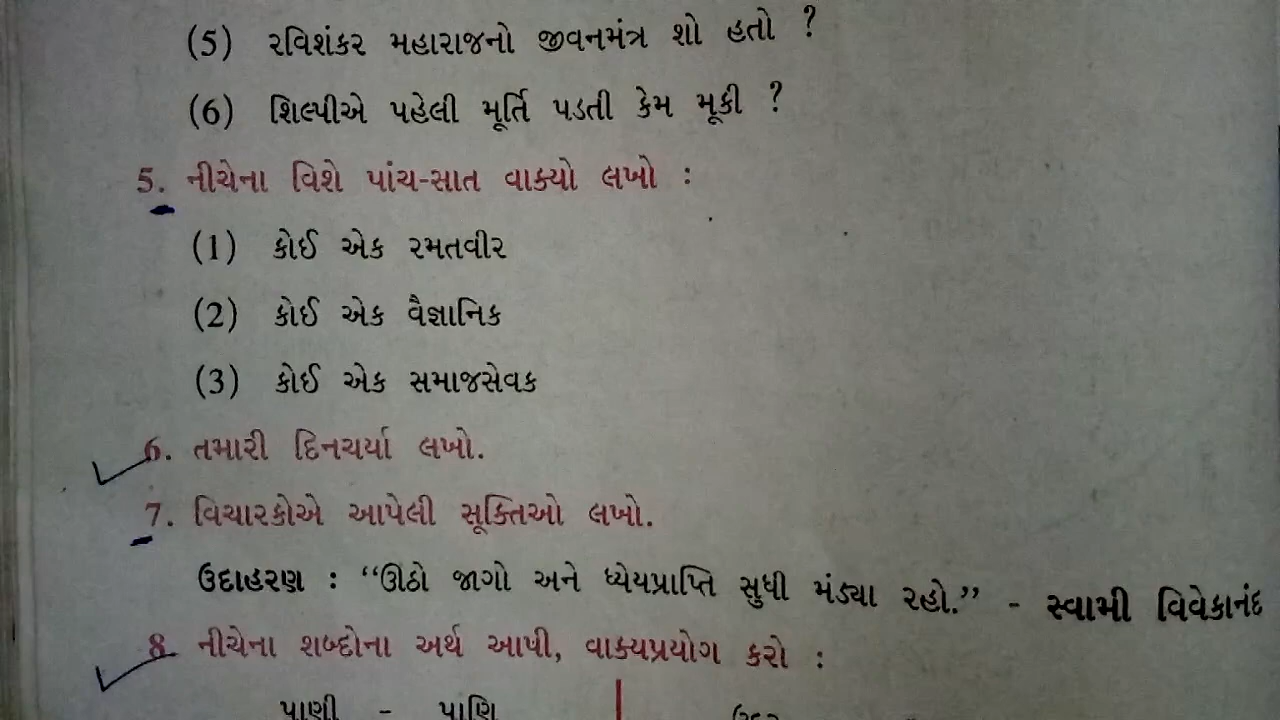 (5) રવિશંકર મહારાજનો જીવનમંત્ર શો હતો ?
(6) શિલ્પીએ પહેલી મૂર્તિ પડતી કેમ મૂકી ?
5. નીચેના વિશે પાંચ-સાત વાક્યો લખો :
(1) કોઈ એક રમતવીર
(2) કોઈ એક વૈજ્ઞાનિક
(3) કોઈ એક સમાજસેવક
6. તમારી દિનચર્યા લખો.
7. વિચારકોએ આપેલી સૂક્તિઓ લખો.
ઉદાહરણ : “ઊઠો જાગો અને ધ્યેયપ્રાપ્તિ સુધી મંડ્યા રહો.” - સ્વામી વિવેકાનંદ
8. નીચેના શબ્દોના અર્થ આપી, વાક્યપ્રયોગ કરો :
પાણી - પાણિ